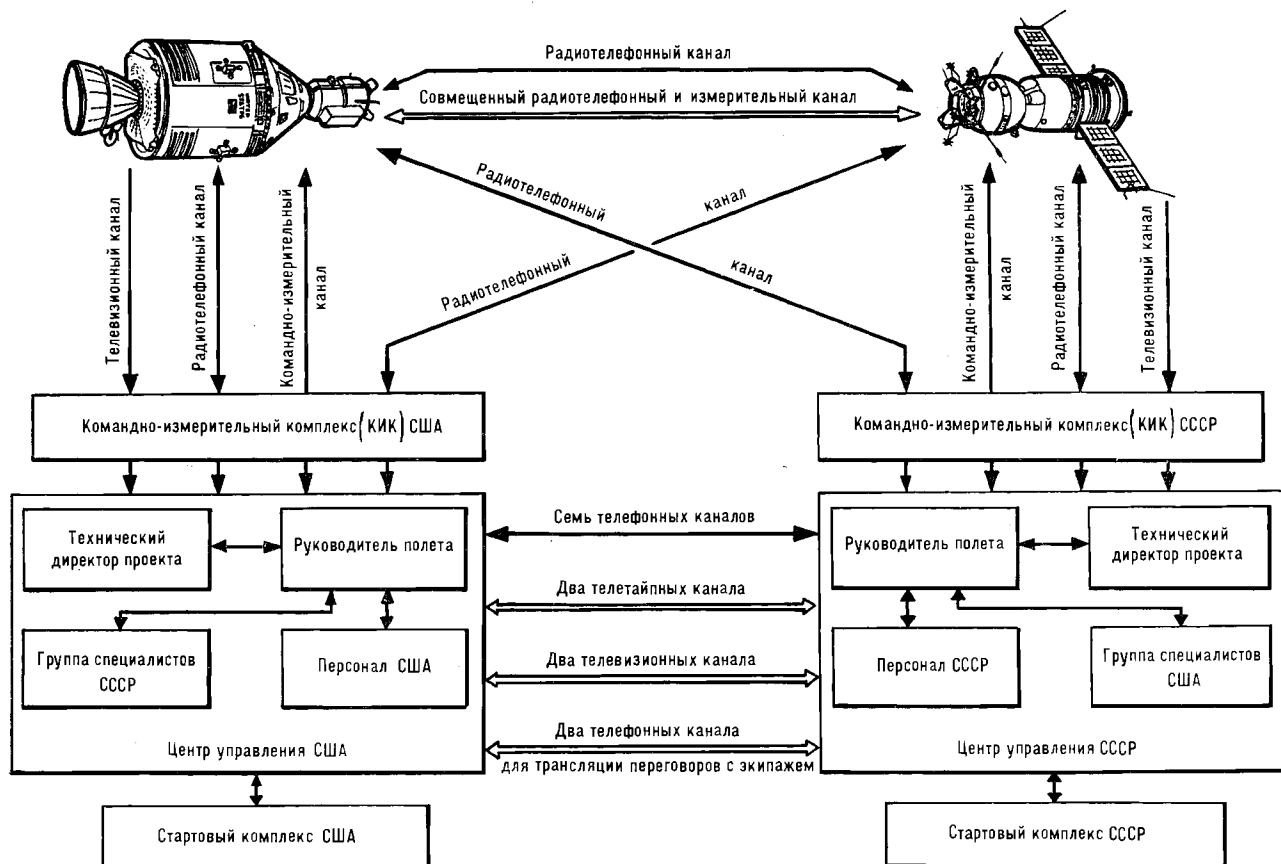 Радиотелефонный канал
Совмещенный радиотелефонный и измерительный канал
Радиотелефонный
канал
Радиотелефонный
канал
Телевизионный канал
Радиотелефонный канал
Командно-измерительный
канал
Командно-измерительный
канал
Радиотелефонный канал
Телевизионный канал
Командно-измерительный комплекс (КИК) США
Командно-измерительный комплекс (КИК) СССР
Технический
директор проекта
Руководитель полета
Группа специалистов
СССР
Персонал США
Центр управления США
Семь телефонных каналов
Два телетайпных канала
Два телевизионных канала
Два телефонных канала
для трансляции переговоров с экипажем
Руководитель полета
Технический
директор проекта
Персонал СССР
Группа специалистов
США
Центр управления СССР
Стартовый комплекс США
Стартовый комплекс СССР